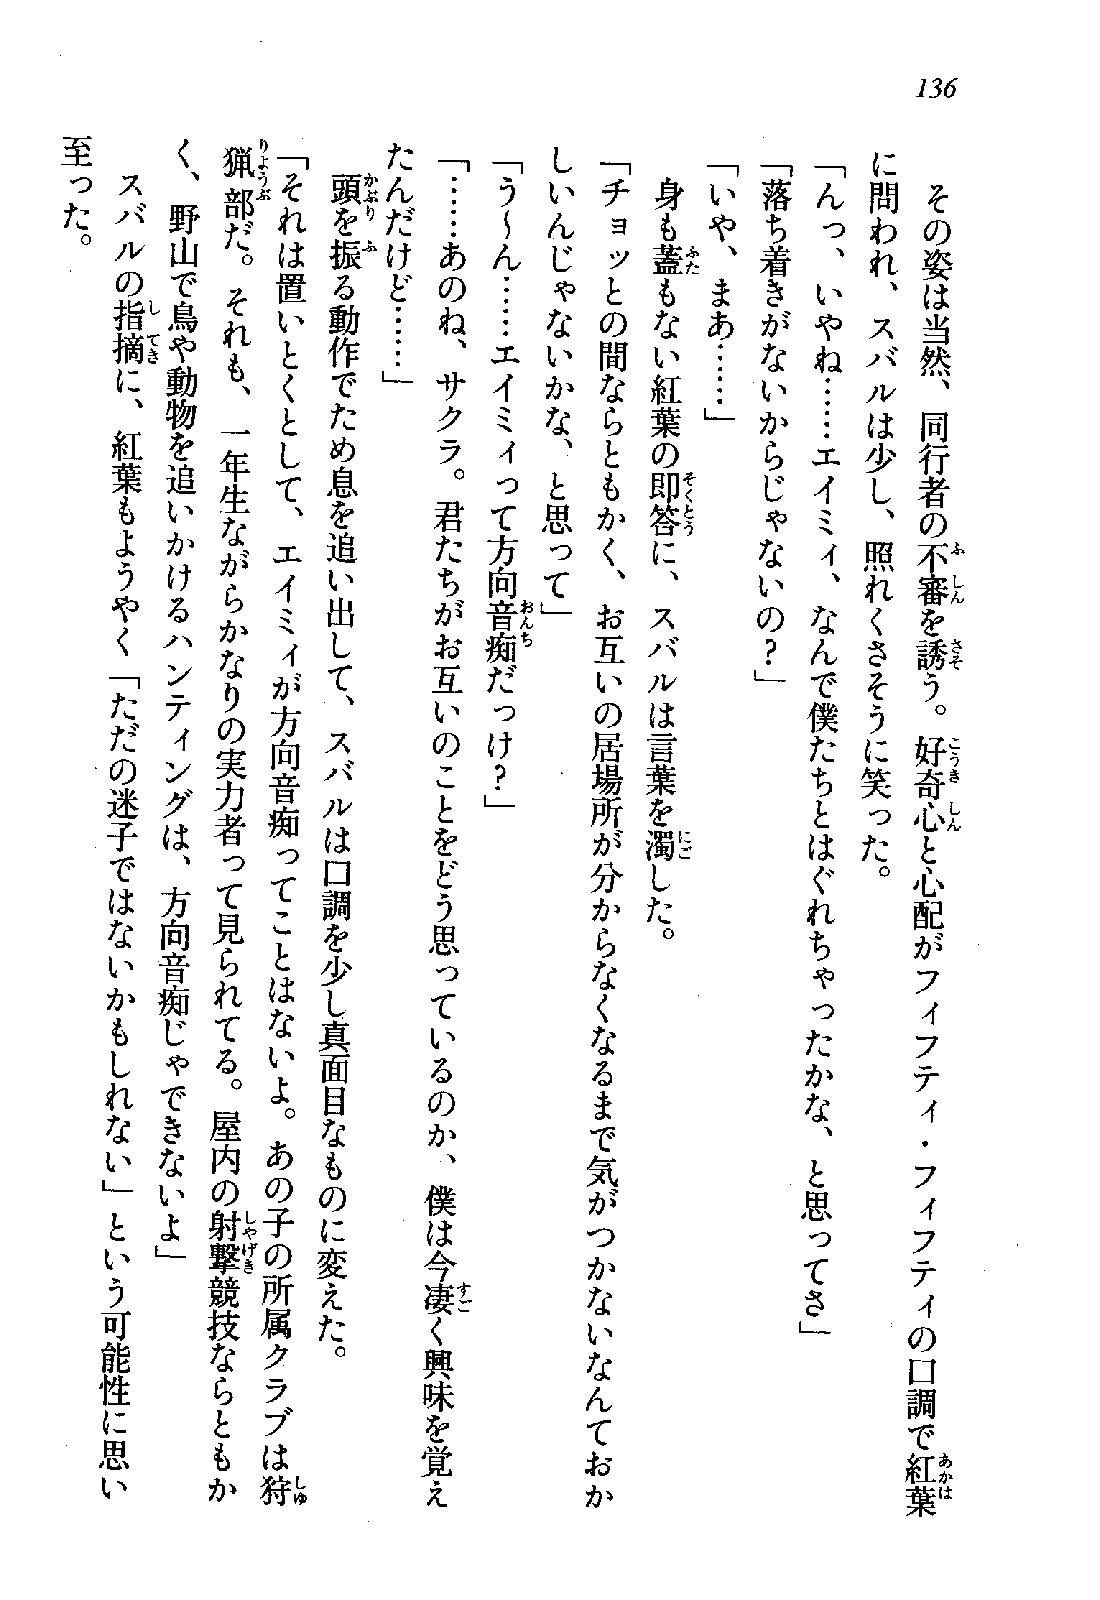 136
その姿は当然、同行者の不審を誘う。好奇心と心配がフィフティ・フィフティの口調で紅葉
に問われ、スバルは少し、照れくさそうに笑った。
「んっ、いやね……エイミィ、なんで僕たちとはぐれちゃったかな、と思ってさ」
「落ち着きがないからじゃないの？」
「いや、まあ……」
身も蓋もない紅葉の即答に、スバルは言葉を濁した。
「チョッとの間ならともかく、お互いの居場所が分からなくなるまで気がつかないなんておか
しいんじゃないかな、と思って」
「う～ん……エイミィって方向音痴だっけ？」
「……あのね、サクラ。君たちがお互いのことをどう思っているのか、僕は今凄く興味を覚え
たんだけど……」
頭を振る動作でため息を追い出して、スバルは口調を少し真面目なものに変えた。
「それは置いとくとして、エイミィが方向音痴ってことはないよ。あの子の所属クラブは狩
猟部だ。それも、一年生ながらかなりの実力者って見られてる。屋内の射撃競技ならともか
く、野山で鳥や動物を追いかけるハンティングは、方向音痴じゃできないよ」
スバルの指摘に、紅葉もようやく「ただの迷子ではないかもしれない」という可能性に思い
至った。